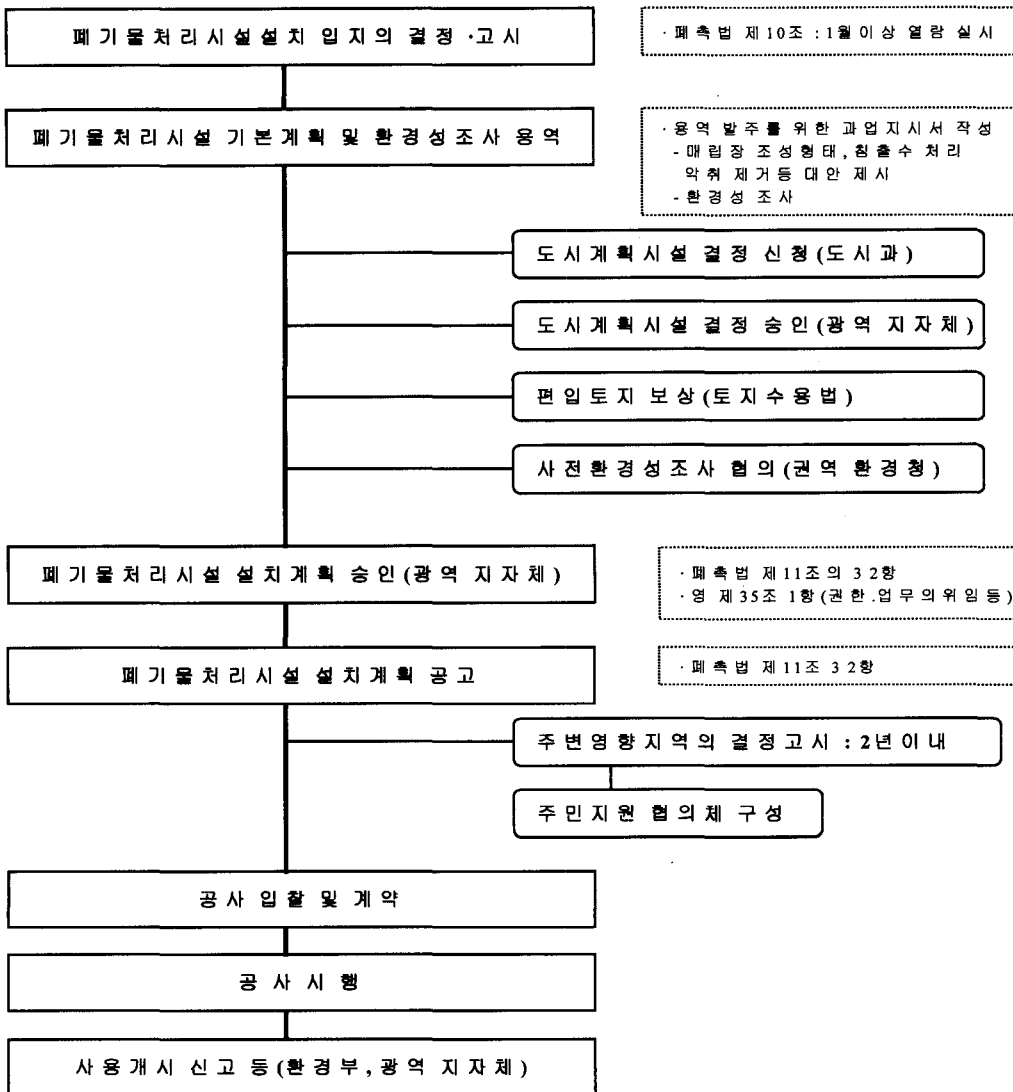 폐기물처리시설설치 입지의 결정·고시
·폐촉법 제10조 : 1월이상 열람 실시
폐기물처리시설 기본계획 및 환경성조사 용역
·용역 발주를 위한 과업지시서 작성
-매립장 조성형태,침출수 처리
악취 제거등 대안 제시
-환경성 조사
도시계획시설 결정 신청(도시과)
도시계획시설 결정 승인(광역 지자체)
편입토지 보상(토지수용법)
사전환경성조사 협의(권역 환경청)
폐기물처리시설 설치계획 승인(광역 지자체)
·폐촉법 제11조의 3 2항
·영 제35조 1항(권한.업무의위임등)
폐기물처리시설 설치계획 공고
·폐촉법 제11조 3 2항
주변영향지역의 결정고시 : 2년이내
주민지원 협의체 구성
공사 입찰 및 계약
공사시행
사용개시 신고 등(환경부,광역 지자체)